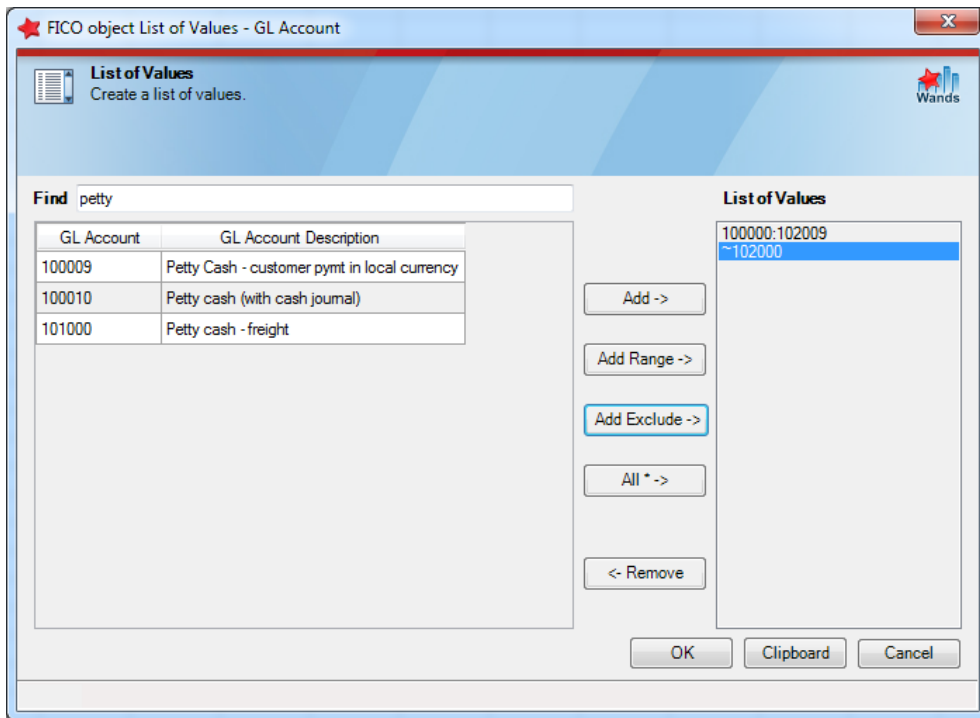 FICO object List of Values - GL Account
x
List of Values
Create a list of values.
Wands
Find petty
List of Values
GL Account GL Account Description
100009 Petty Cash - customer pymt in local currency
100010 Petty cash (with cash journal)
101000 Petty cash - freight
100000:102009
~102000
Add ->
Add Range ->
Add Exclude ->
All * ->
<- Remove
OK Clipboard Cancel